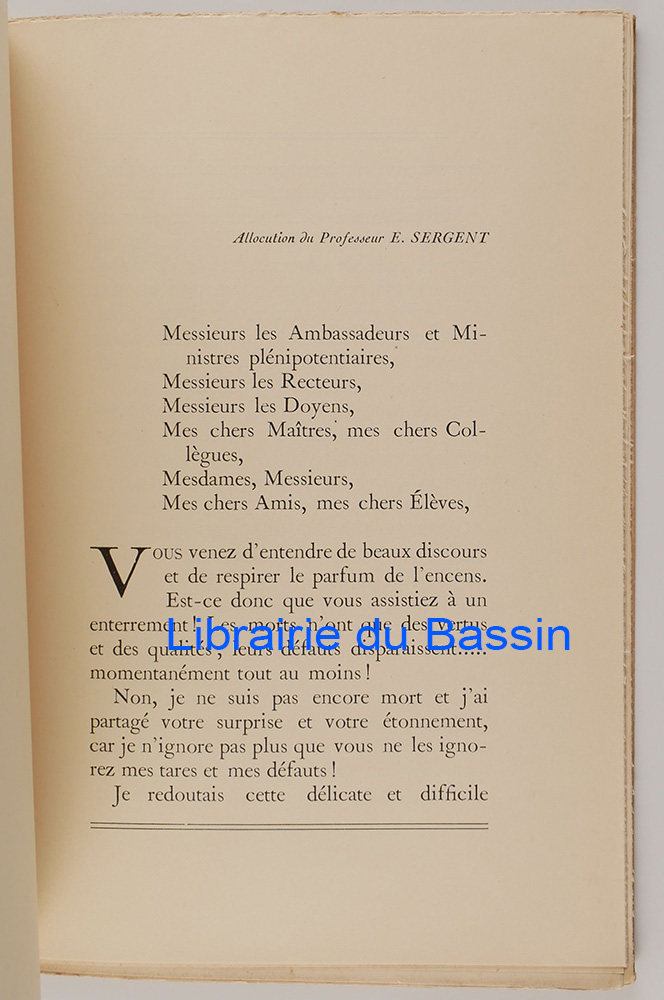 Allocution du Professeur E. SERGENT
Messieurs les Ambassadeurs et Mi-
nistres plénipotentiaires,
Messieurs les Recteurs,
Messieurs les Doyens,
Mes chers Maîtres, mes chers Col-
lègues,
Mesdames, Messieurs,
Mes chers Amis, mes chers Élèves,
VOUS venez d'entendre de beaux discours
et de respirer le parfum de l'encens.
Est-ce donc que vous assistiez à un
enterrement! Les morts n'ont que des vertus
Librairie du Bassin
et des qualités; leurs défauts disparaissent.....
momentanément tout au moins!
Non, je ne suis pas encore mort et j'ai
partagé votre surprise et votre étonnement,
car je n'ignore pas plus que vous ne les igno-
rez mes tares et mes défauts!
Je redoutais cette délicate et difficile